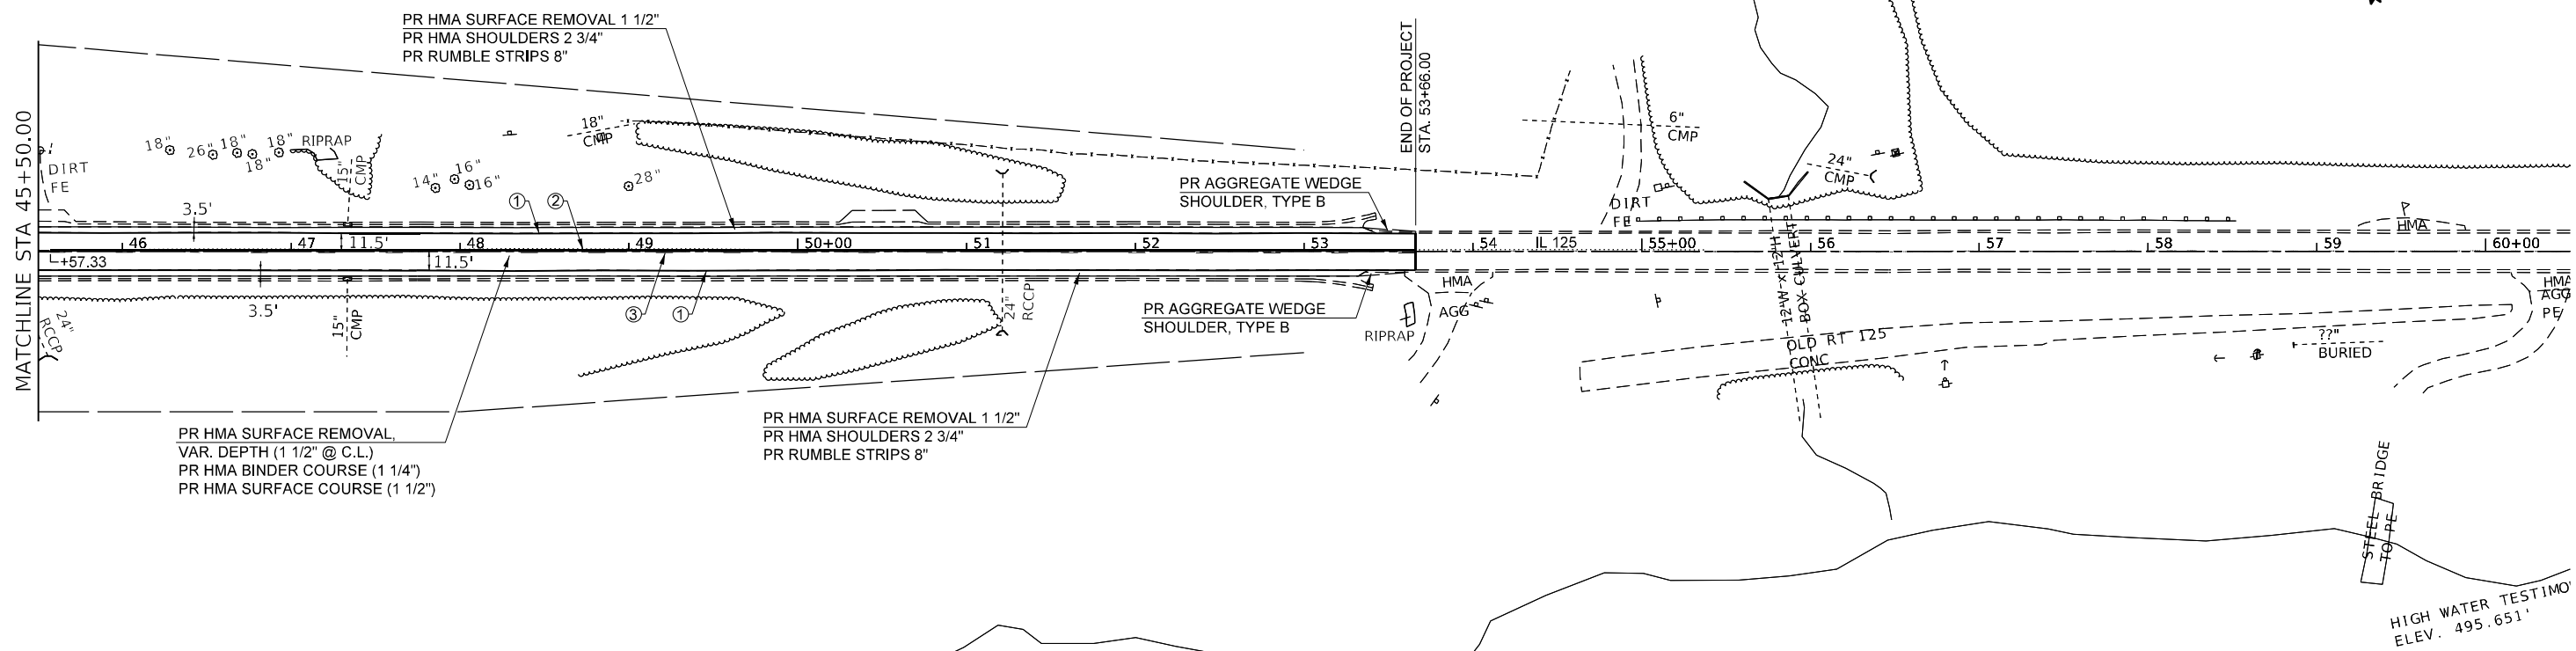 PR HMA SURFACE REMOVAL 1 1/2"
PR HMA SHOULDERS 2 3/4"
PR RUMBLE STRIPS 8"
MATCHLINE STA 45+50.00
END OF PROJECT
STA. 53+66.00
18"
26"
18"
18"
18"
RIPRAP
15"
CMP
14"
16"
16"
18"
CMP
28"
DIRT
FE
3.5'
11.5'
1
2
PR AGGREGATE WEDGE
SHOULDER, TYPE B
6"
CMP
24"
CMP
DIRT
FE
HMA
46
47
48
49
50+00
51
52
53
54
IL 125
55+00
56
57
58
59
60+00
+57.33
11.5'
3.5'
24"
RCCP
15"
CMP
3
1
24"
RCCP
PR AGGREGATE WEDGE
SHOULDER, TYPE B
RIPRAP
HMA
AGG
12'W x 12'H
BOX CULVERT
OLD RT 125
CONC
??"
BURIED
HMA
AGG
PE
PR HMA SURFACE REMOVAL,
VAR. DEPTH (1 1/2" @ C.L.)
PR HMA BINDER COURSE (1 1/4")
PR HMA SURFACE COURSE (1 1/2")
PR HMA SURFACE REMOVAL 1 1/2"
PR HMA SHOULDERS 2 3/4"
PR RUMBLE STRIPS 8"
STEEL BRIDGE
TO PE
HIGH WATER TESTIMO
ELEV. 495.651'